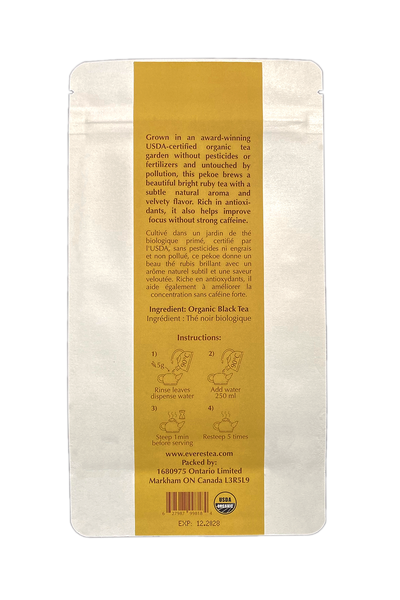 Grown in an award-winning
USDA-certified organic tea
garden without pesticides or
fertilizers and untouched by
pollution, this pekoe brews a
beautiful bright ruby tea with a
subtle natural aroma and
velvety flavor. Rich in antioxi-
dants, it also helps improve
focus without strong caffeine.
Cultivé dans un jardin de thé
biologique primé, certifié par
l'USDA, sans pesticides ni engrais
et non pollué, ce pekoe donne un
beau thé rubis brillant avec un
arôme naturel subtil et une saveur
veloutée. Riche en antioxydants, il
aide également à améliorer la
concentration sans caféine forte.
Ingredient: Organic Black Tea
Ingrédient : Thé noir biologique
Instructions:
1) 2)
5g 90°C 90°C
Rinse leaves Add water
dispense water 250 ml
3) 4)
Steep 1min Resteep 5 times
before serving
www.everestea.com
Packed by:
1680975 Ontario Limited
Markham ON Canada L3R5L9
USDA
ORGANIC
EXP: 12.2028